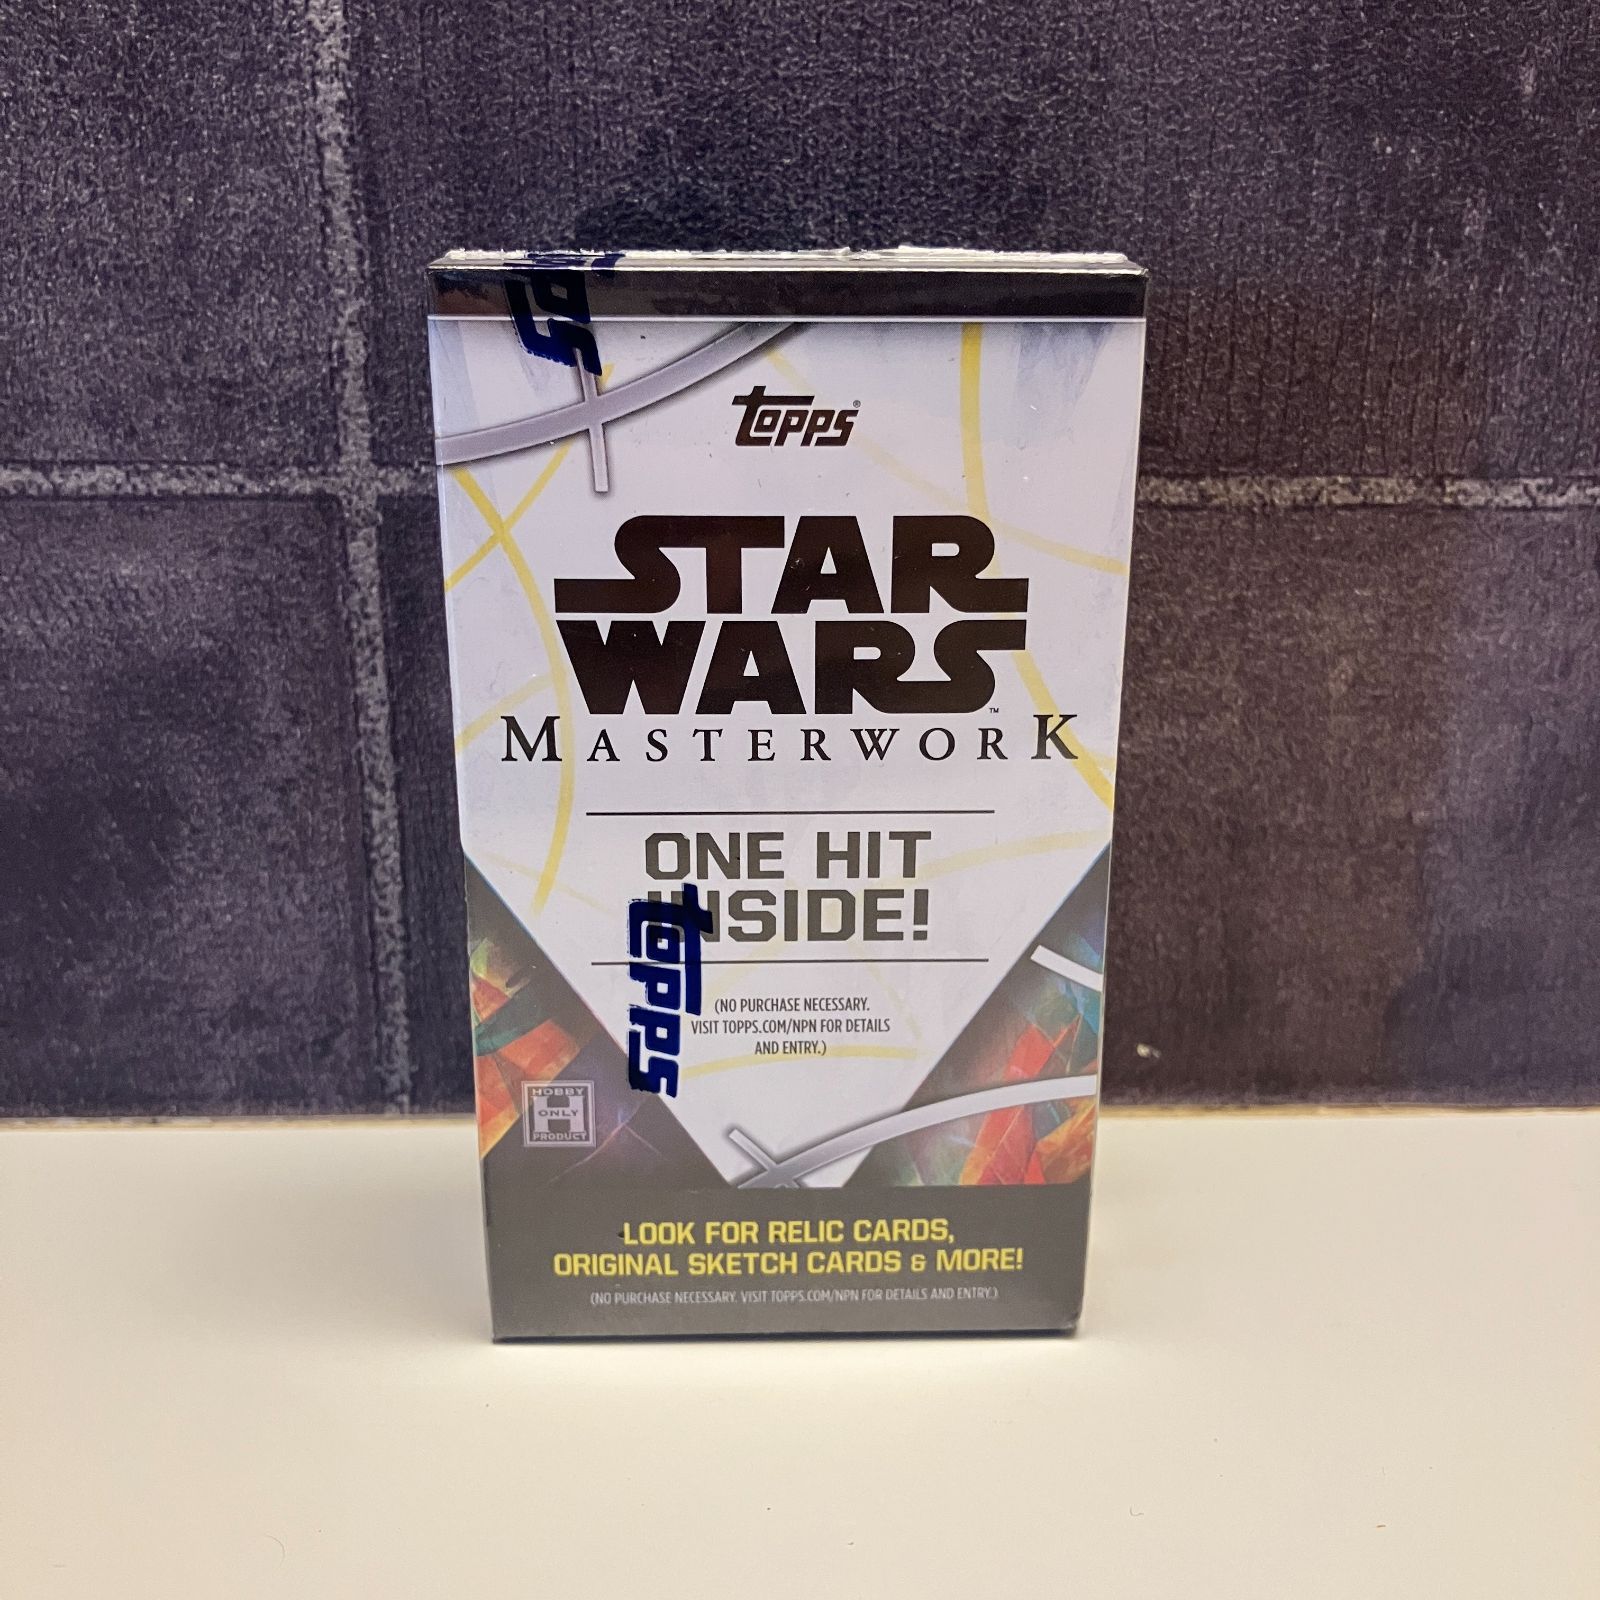 topps
topps®
STAR
WARS™
MASTERWORK
ONE HIT
INSIDE!
topps
(NO PURCHASE NECESSARY.
VISIT TOPPS.COM/NPN FOR DETAILS
AND ENTRY.)
HOBBY
H
ONLY
PRODUCT
LOOK FOR RELIC CARDS,
ORIGINAL SKETCH CARDS & MORE!
(NO PURCHASE NECESSARY. VISIT TOPPS.COM/NPN FOR DETAILS AND ENTRY.)